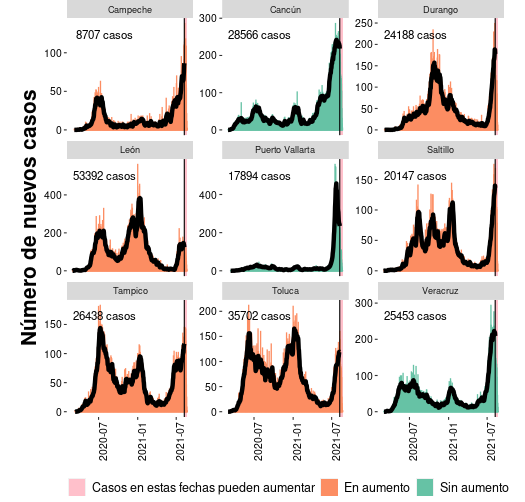 Campeche
Cancún
Durango
8707 casos
28566 casos
24188 casos
100
50
0
300
200
100
0
250
200
150
100
50
0
León
Puerto Vallarta
Saltillo
53392 casos
17894 casos
20147 casos
400
200
0
400
200
0
150
100
50
0
Tampico
Toluca
Veracruz
26438 casos
35702 casos
25453 casos
150
100
50
0
200
150
100
50
0
300
200
100
0
2020-07
2021-01
2021-07
2020-07
2021-01
2021-07
2020-07
2021-01
2021-07
Número de nuevos casos
Casos en estas fechas pueden aumentar
En aumento
Sin aumento